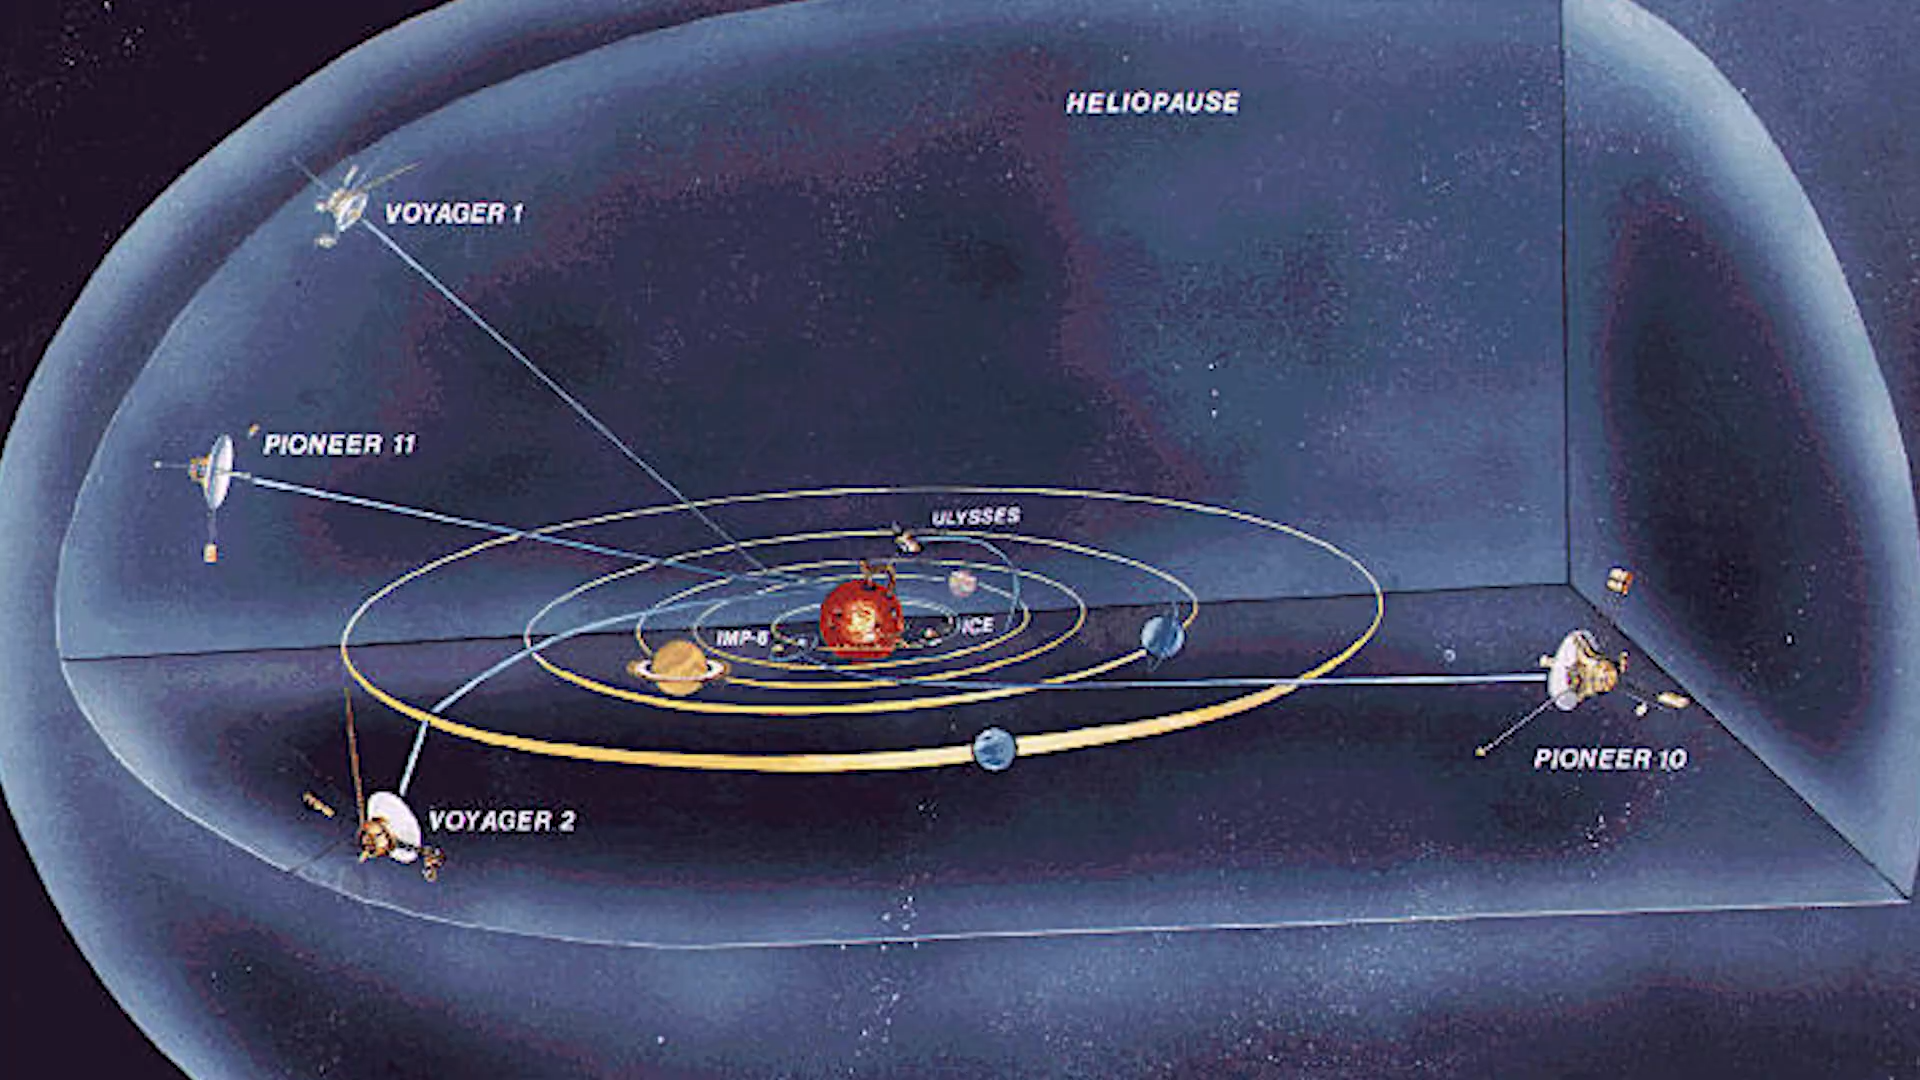 HELIOPAUSE
VOYAGER 1
PIONEER 11
ULYSSES
IMP-8
ICE
PIONEER 10
VOYAGER 2